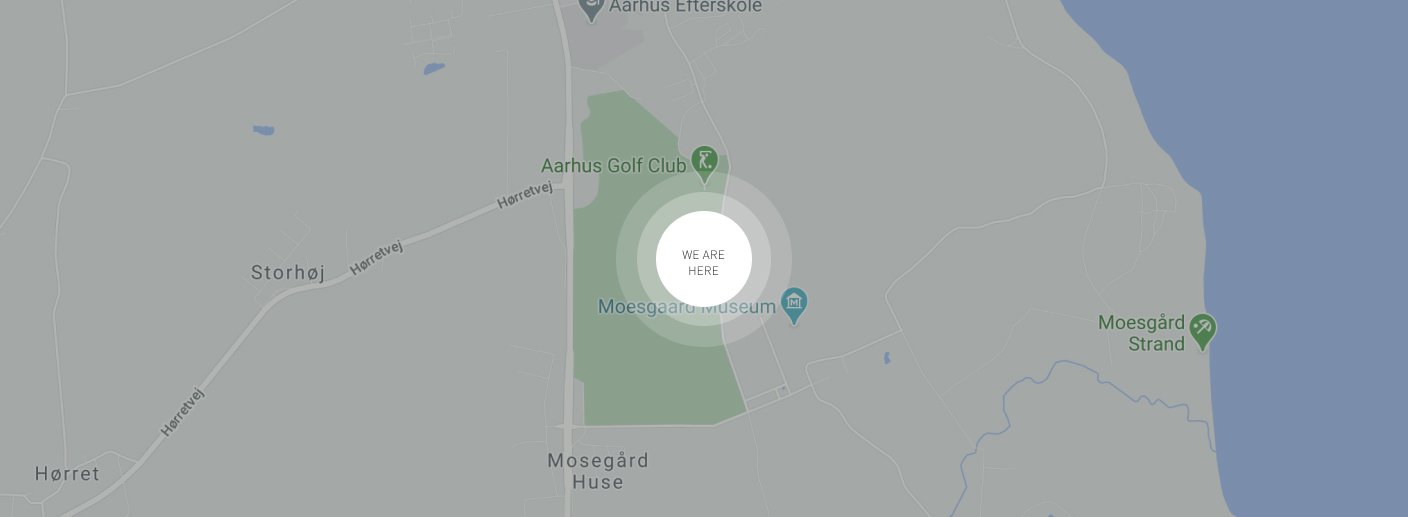 Aarhus Efterskole
Aarhus Golf Club
Hørretvej
WE ARE
HERE
Hørretvej
Storhøj
Moesgaard Museum
M
Moesgård
Strand
Hørretvej
Mosegård
Huse
Hørret